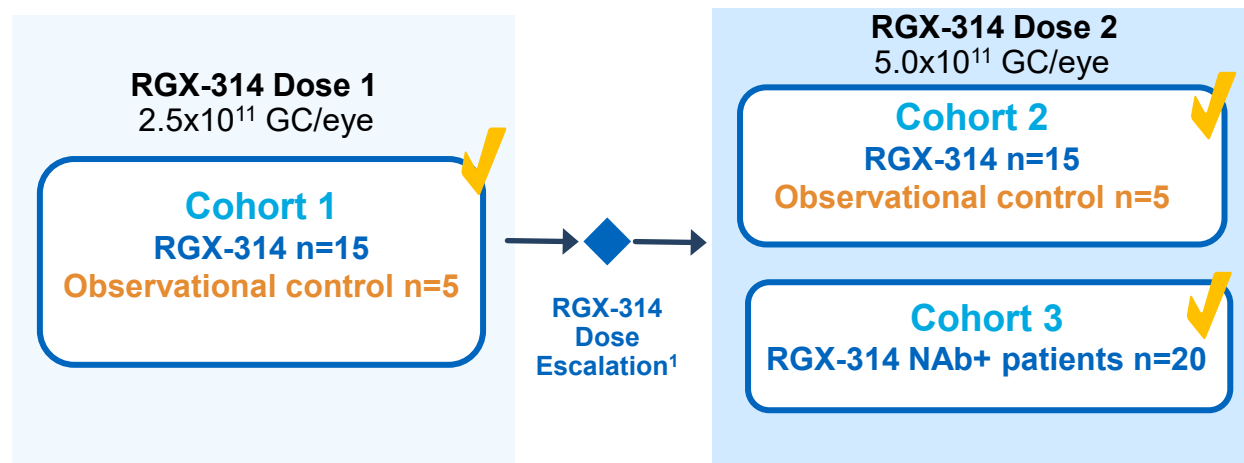 RGX-314 Dose 1
2.5x10¹¹ GC/eye
Cohort 1
RGX-314 n=15
Observational control n=5
RGX-314
Dose
Escalation¹
RGX-314 Dose 2
5.0x10¹¹ GC/eye
Cohort 2
RGX-314 n=15
Observational control n=5
Cohort 3
RGX-314 NAb+ patients n=20